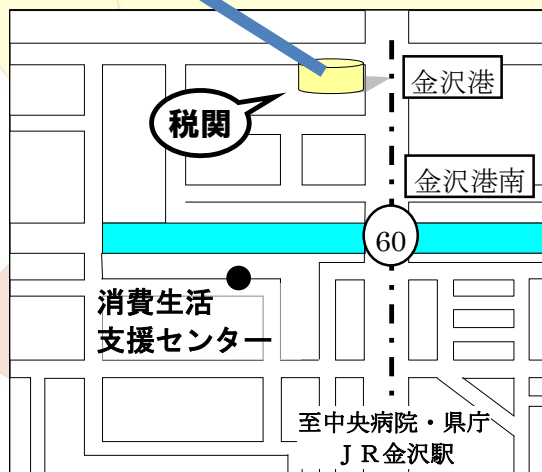 金沢港
税関
金沢港南
60
消費生活
支援センター
至中央病院・県庁
ＪＲ金沢駅